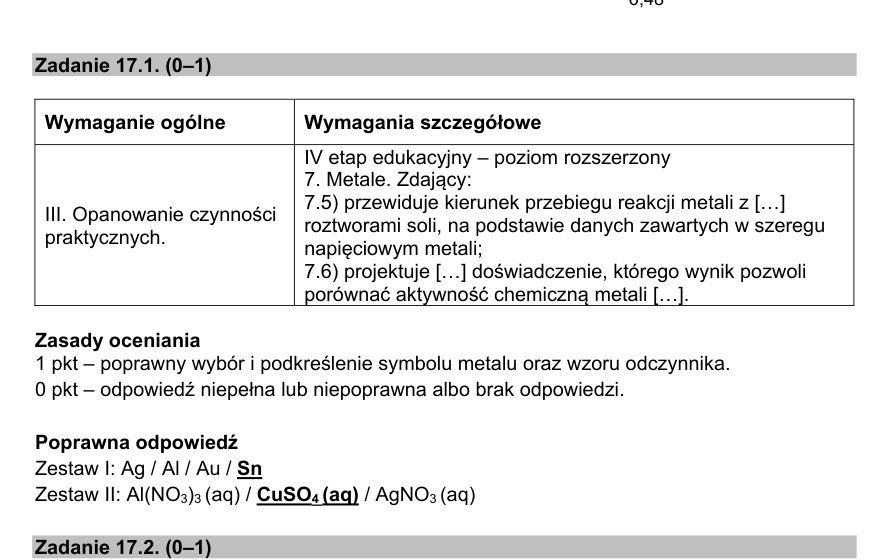 0,48
Zadanie 17.1. (0–1)
Wymaganie ogólne
Wymagania szczegółowe
III. Opanowanie czynności
praktycznych.
IV etap edukacyjny – poziom rozszerzony
7. Metale. Zdający:
7.5) przewiduje kierunek przebiegu reakcji metali z […]
roztworami soli, na podstawie danych zawartych w szeregu
napięciowym metali;
7.6) projektuje […] doświadczenie, którego wynik pozwoli
porównać aktywność chemiczną metali […].
Zasady oceniania
1 pkt – poprawny wybór i podkreślenie symbolu metalu oraz wzoru odczynnika.
0 pkt – odpowiedź niepełna lub niepoprawna albo brak odpowiedzi.
Poprawna odpowiedź
Zestaw I: Ag / Al / Au / Sn
Zestaw II: Al(NO₃)₃ (aq) / CuSO₄ (aq) / AgNO₃ (aq)
Zadanie 17.2. (0–1)